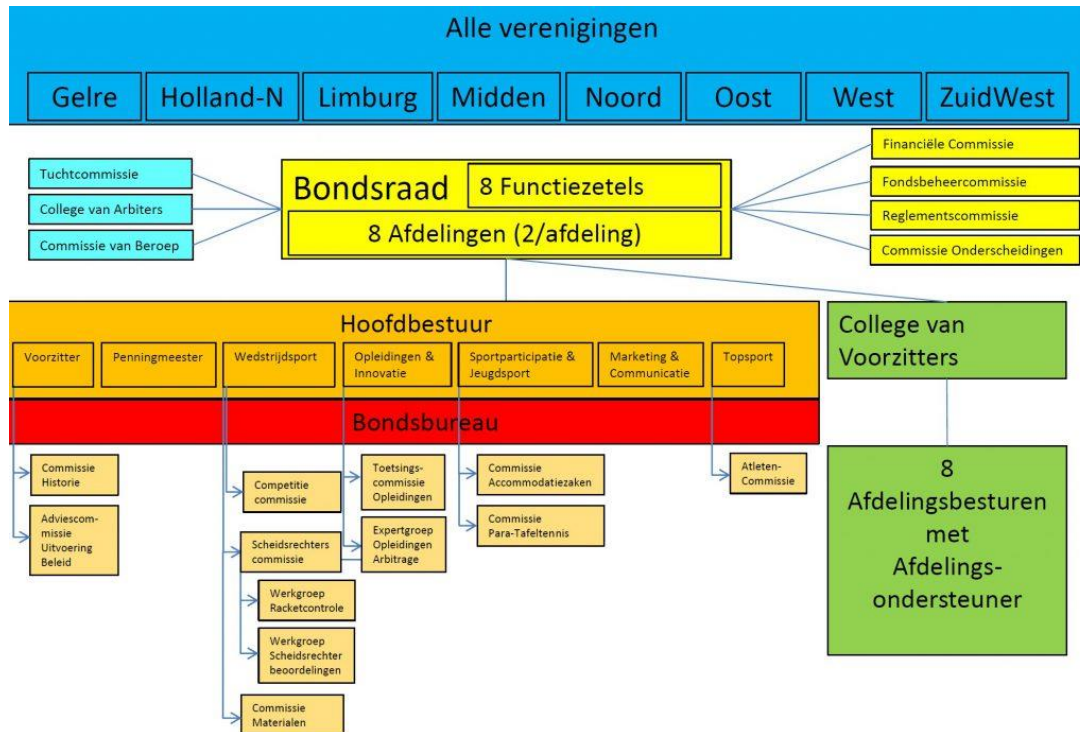 Alle verenigingen
Gelre
Holland-N
Limburg
Midden
Noord
Oost
West
ZuidWest
Tuchtcommissie
College van Arbiters
Commissie van Beroep
Bondsraad
8 Functiezetels
8 Afdelingen (2/afdeling)
Financiële Commissie
Fondsbeheercommissie
Reglementscommissie
Commissie Onderscheidingen
Hoofdbestuur
Voorzitter
Penningmeester
Wedstrijdsport
Opleidingen &
Innovatie
Sportparticipatie &
Jeugdsport
Marketing &
Communicatie
Topsport
Bondsbureau
College van
Voorzitters
Commissie
Historie
Adviescom-
missie
Uitvoering
Beleid
Competitie
commissie
Scheidsrechters
commissie
Werkgroep
Racketcontrole
Werkgroep
Scheidsrechter
beoordelingen
Commissie
Materialen
Toetsings-
commissie
Opleidingen
Expertgroep
Opleidingen
Arbitrage
Commissie
Accommodatiezaken
Commissie
Para-Tafeltennis
Atleten-
Commissie
8
Afdelingsbesturen
met
Afdelings-
ondersteuner